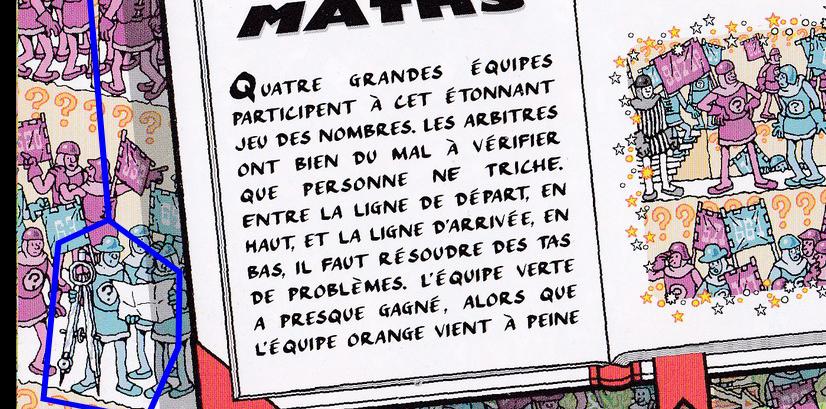 MATHS
QUATRE GRANDES ÉQUIPES
PARTICIPENT À CET ÉTONNANT
JEU DES NOMBRES. LES ARBITRES
ONT BIEN DU MAL À VÉRIFIER
QUE PERSONNE NE TRICHE.
ENTRE LA LIGNE DE DÉPART, EN
HAUT, ET LA LIGNE D'ARRIVÉE, EN
BAS, IL FAUT RÉSOUDRE DES TAS
DE PROBLÈMES. L'ÉQUIPE VERTE
A PRESQUE GAGNÉ, ALORS QUE
L'ÉQUIPE ORANGE VIENT À PEINE